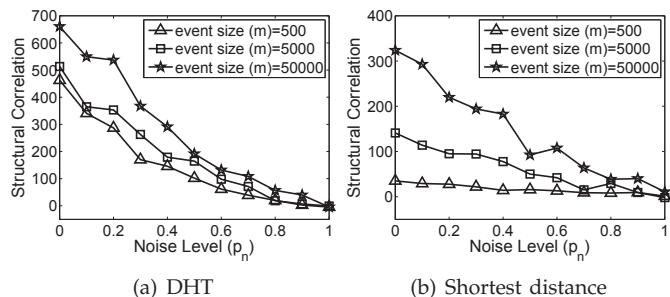 700
600
500
400
300
200
100
0
Structural Correlation
event size (m)=500
event size (m)=5000
event size (m)=50000
0 0.2 0.4 0.6 0.8 1
Noise Level (pn)
(a) DHT
400
300
200
100
0
Structural Correlation
event size (m)=500
event size (m)=5000
event size (m)=50000
0 0.2 0.4 0.6 0.8 1
Noise Level (pn)
(b) Shortest distance